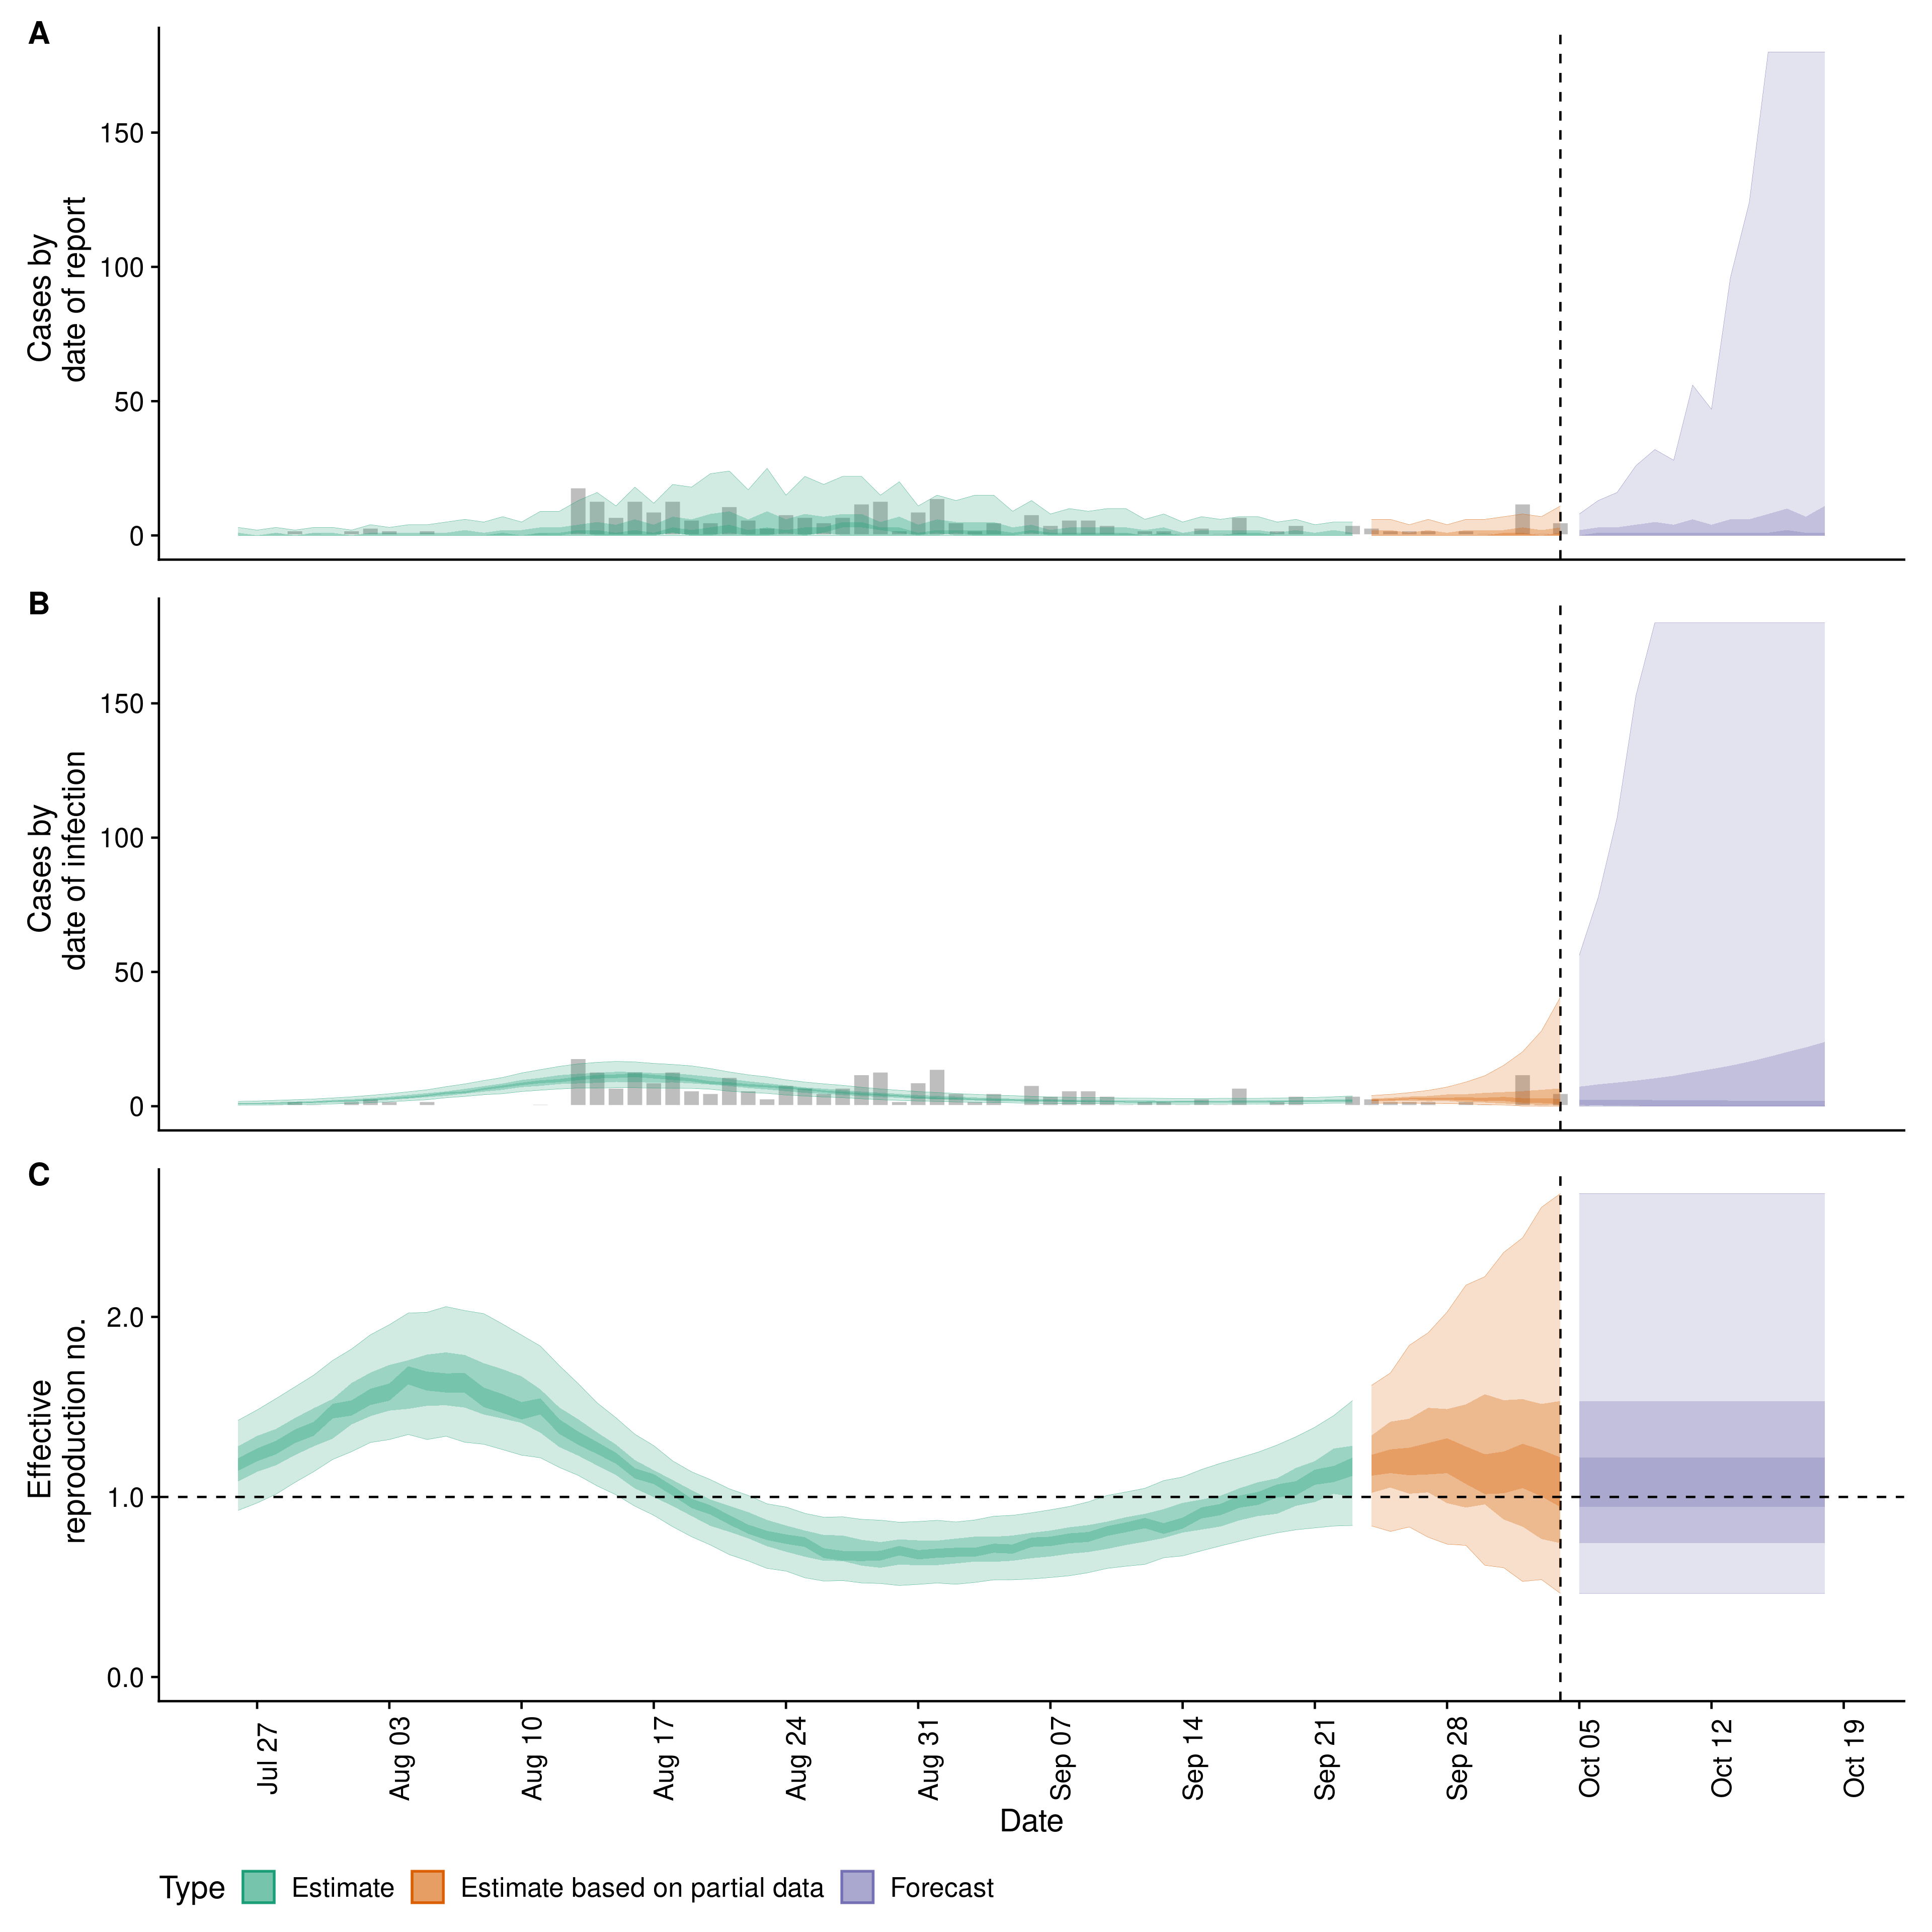 A
Cases by
date of report
150
100
50
0
B
Cases by
date of infection
150
100
50
0
C
Effective
reproduction no.
2.0
1.0
0.0
Jul 27
Aug 03
Aug 10
Aug 17
Aug 24
Aug 31
Sep 07
Sep 14
Sep 21
Sep 28
Oct 05
Oct 12
Oct 19
Date
Type Estimate Estimate based on partial data Forecast